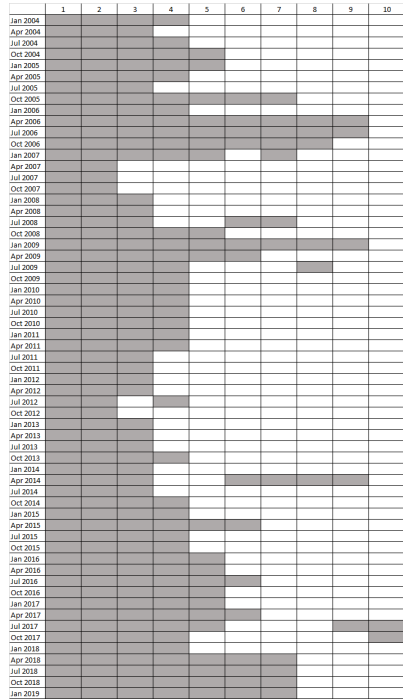 1 2 3 4 5 6 7 8 9 10
Jan 2004
Apr 2004
Jul 2004
Oct 2004
Jan 2005
Apr 2005
Jul 2005
Oct 2005
Jan 2006
Apr 2006
Jul 2006
Oct 2006
Jan 2007
Apr 2007
Jul 2007
Oct 2007
Jan 2008
Apr 2008
Jul 2008
Oct 2008
Jan 2009
Apr 2009
Jul 2009
Oct 2009
Jan 2010
Apr 2010
Jul 2010
Oct 2010
Jan 2011
Apr 2011
Jul 2011
Oct 2011
Jan 2012
Apr 2012
Jul 2012
Oct 2012
Jan 2013
Apr 2013
Jul 2013
Oct 2013
Jan 2014
Apr 2014
Jul 2014
Oct 2014
Jan 2015
Apr 2015
Jul 2015
Oct 2015
Jan 2016
Apr 2016
Jul 2016
Oct 2016
Jan 2017
Apr 2017
Jul 2017
Oct 2017
Jan 2018
Apr 2018
Jul 2018
Oct 2018
Jan 2019